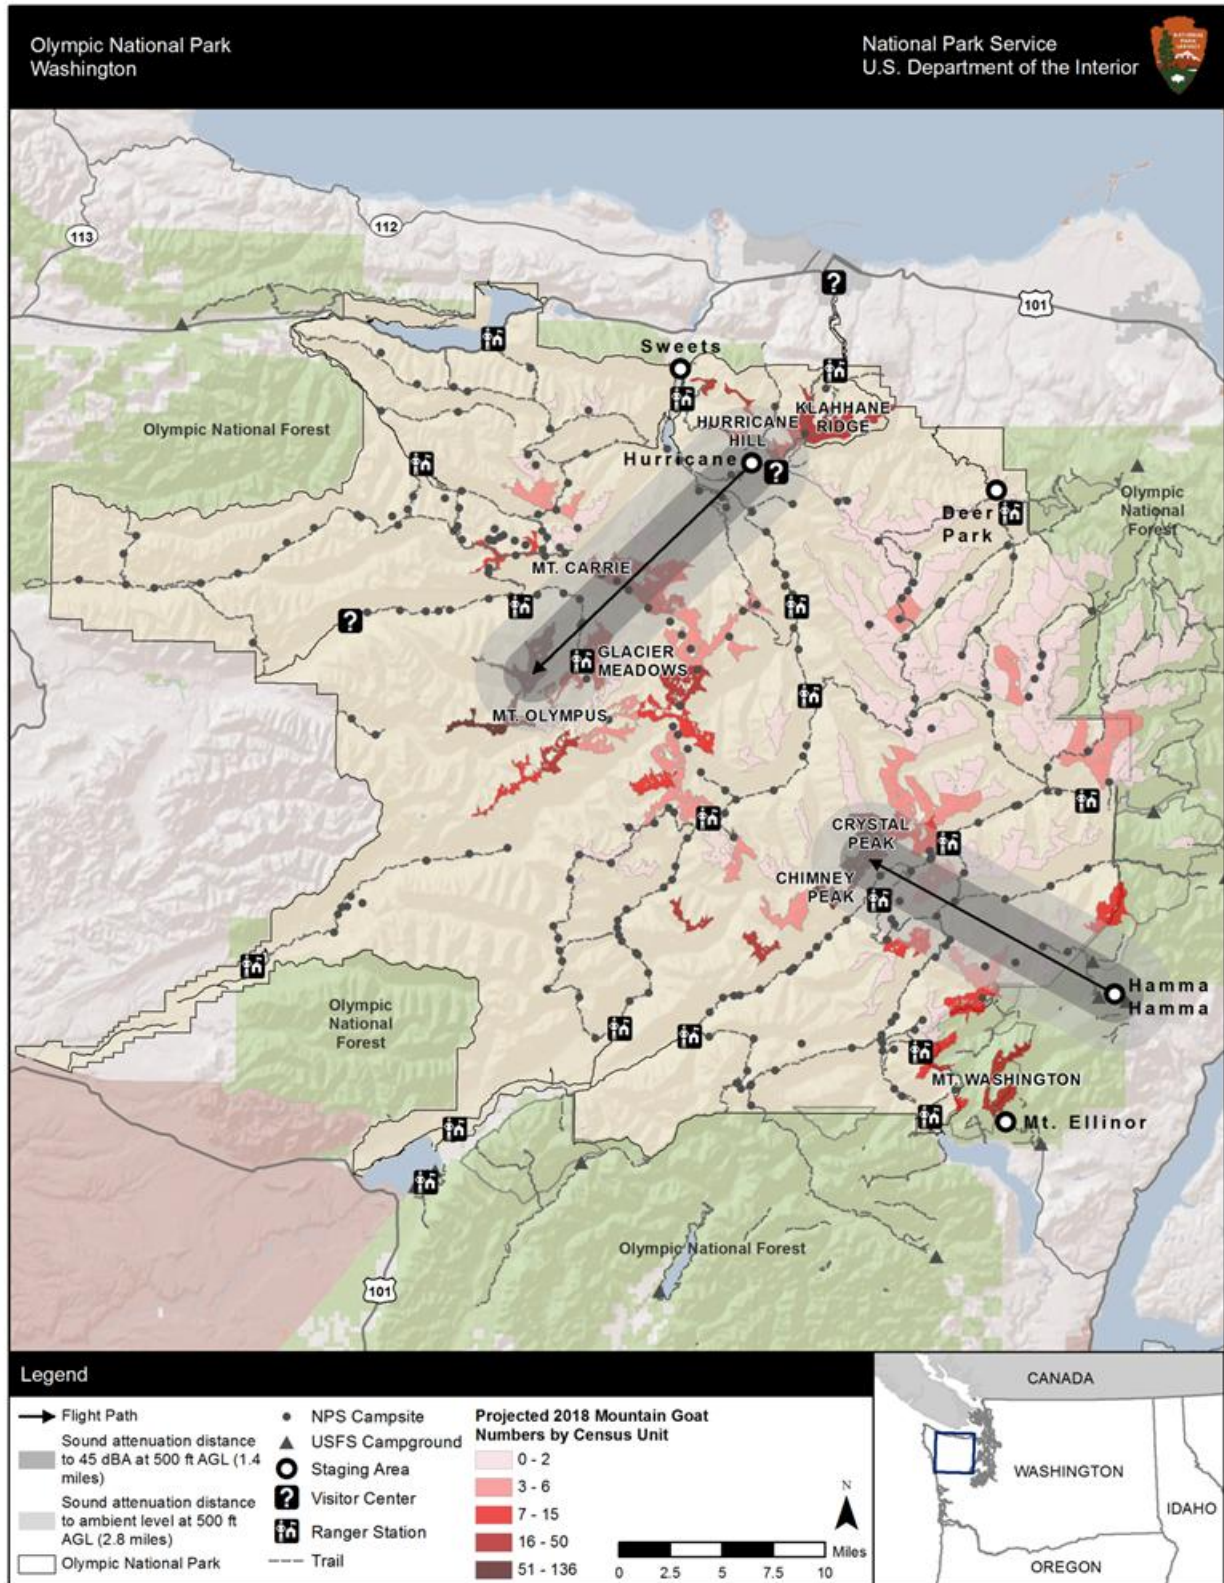 Olympic National Park
Washington
National Park Service
U.S. Department of the Interior
NATIONAL
PARK
SERVICE
113
112
101
Sweets
Olympic National Forest
KLAHHANE
RIDGE
HURRICANE
HILL
Hurricane
Deer
Park
Olympic
National
Forest
MT. CARRIE
GLACIER
MEADOWS
MT. OLYMPUS
CRYSTAL
PEAK
CHIMNEY
PEAK
Hamma
Hamma
Olympic
National
Forest
MT. WASHINGTON
Mt. Ellinor
Olympic National Forest
101
Legend
Flight Path
Sound attenuation distance
to 45 dBA at 500 ft AGL (1.4
miles)
Sound attenuation distance
to ambient level at 500 ft
AGL (2.8 miles)
Olympic National Park
NPS Campsite
USFS Campground
Staging Area
? Visitor Center
Ranger Station
Trail
Projected 2018 Mountain Goat
Numbers by Census Unit
0 - 2
3 - 6
7 - 15
16 - 50
51 - 136
N
Miles
0 2.5 5 7.5 10
CANADA
WASHINGTON
IDAHO
OREGON